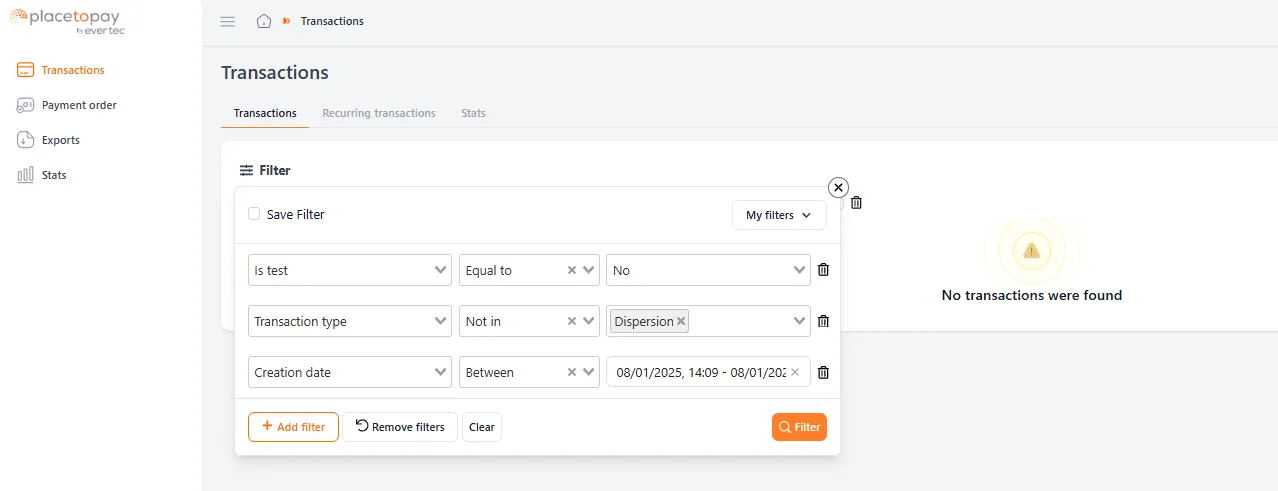 placetopay
by evertec
Transactions
Payment order
Exports
Stats
Transactions
Transactions
Transactions Recurring transactions Stats
Filter
Save Filter My filters
Is test Equal to No
Transaction type Not in Dispersion
Creation date Between 08/01/2025, 14:09 - 08/01/202
Add filter Remove filters Clear Filter
No transactions were found